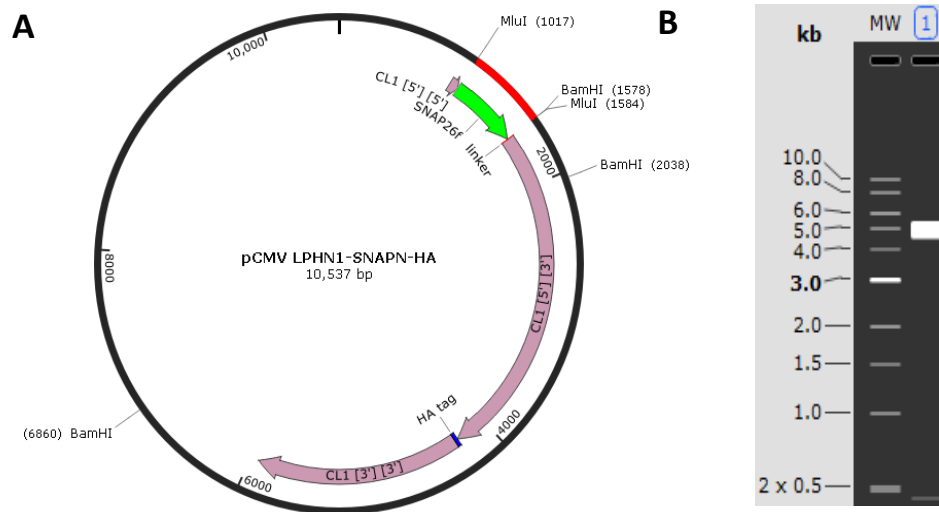 A
MluI (1017)
10,000
CL1 [5'] [5']
BamHI (1578)
MluI (1584)
SNAP26f
linker
2000
BamHI (2038)
pCMV LPHN1-SNAPN-HA
10,537 bp
8000
CL1 [5'] [3']
HA tag
4000
(6860) BamHI
CL1 [3'] [3']
6000
B
kb
MW
1
10.0
8.0
6.0
5.0
4.0
3.0
2.0
1.5
1.0
2 x 0.5